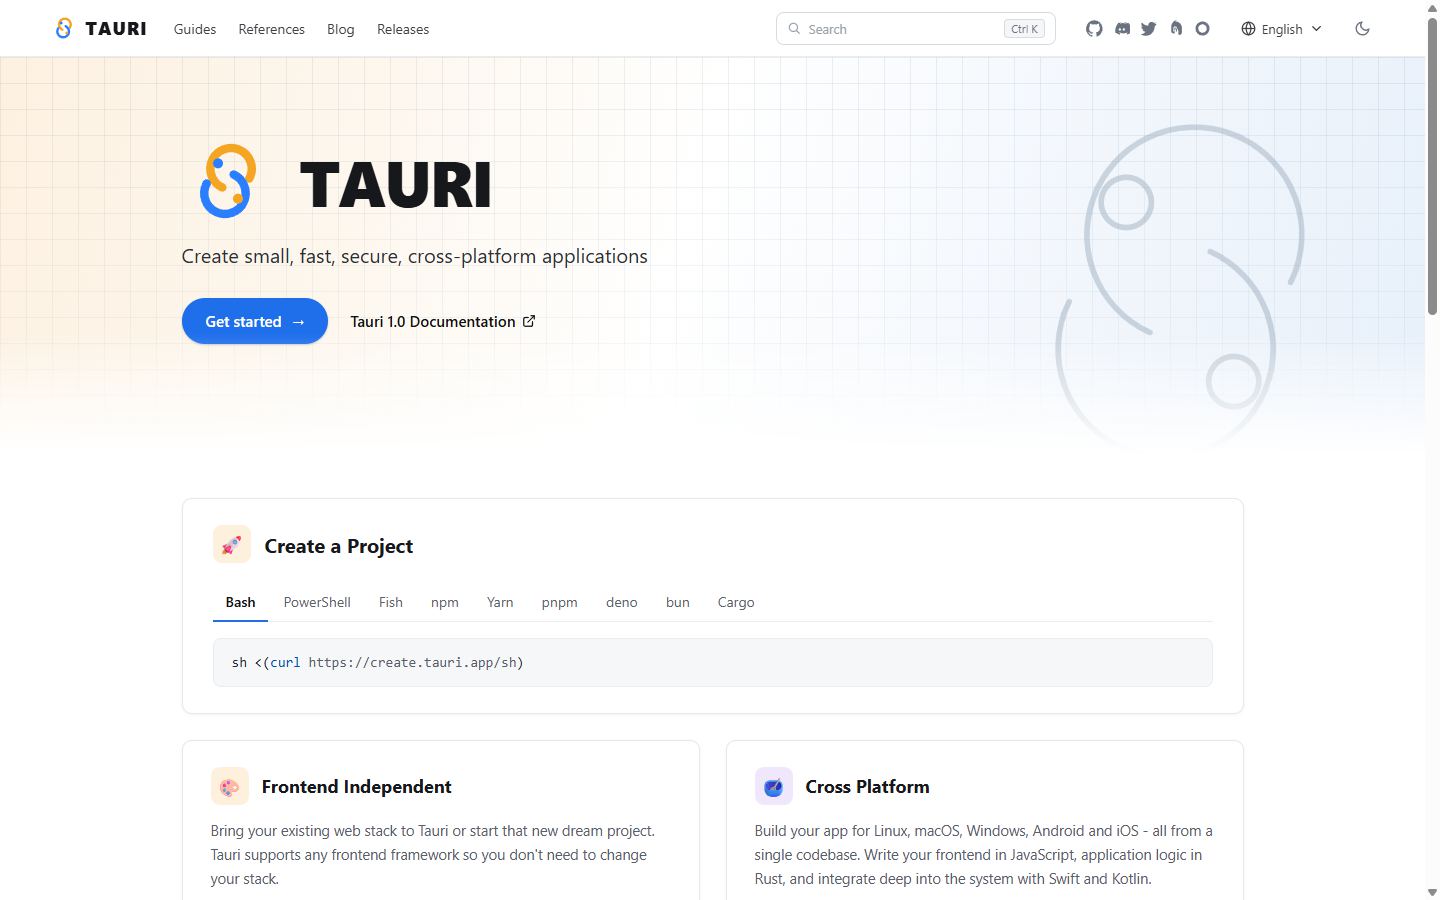 TAURI
Guides
References
Blog
Releases
Search
Ctrl K
English
TAURI
Create small, fast, secure, cross-platform applications
Get started →
Tauri 1.0 Documentation
Create a Project
Bash
PowerShell
Fish
npm
Yarn
pnpm
deno
bun
Cargo
sh <(curl https://create.tauri.app/sh)
Frontend Independent
Bring your existing web stack to Tauri or start that new dream project.
Tauri supports any frontend framework so you don't need to change
your stack.
Cross Platform
Build your app for Linux, macOS, Windows, Android and iOS - all from a
single codebase. Write your frontend in JavaScript, application logic in
Rust, and integrate deep into the system with Swift and Kotlin.